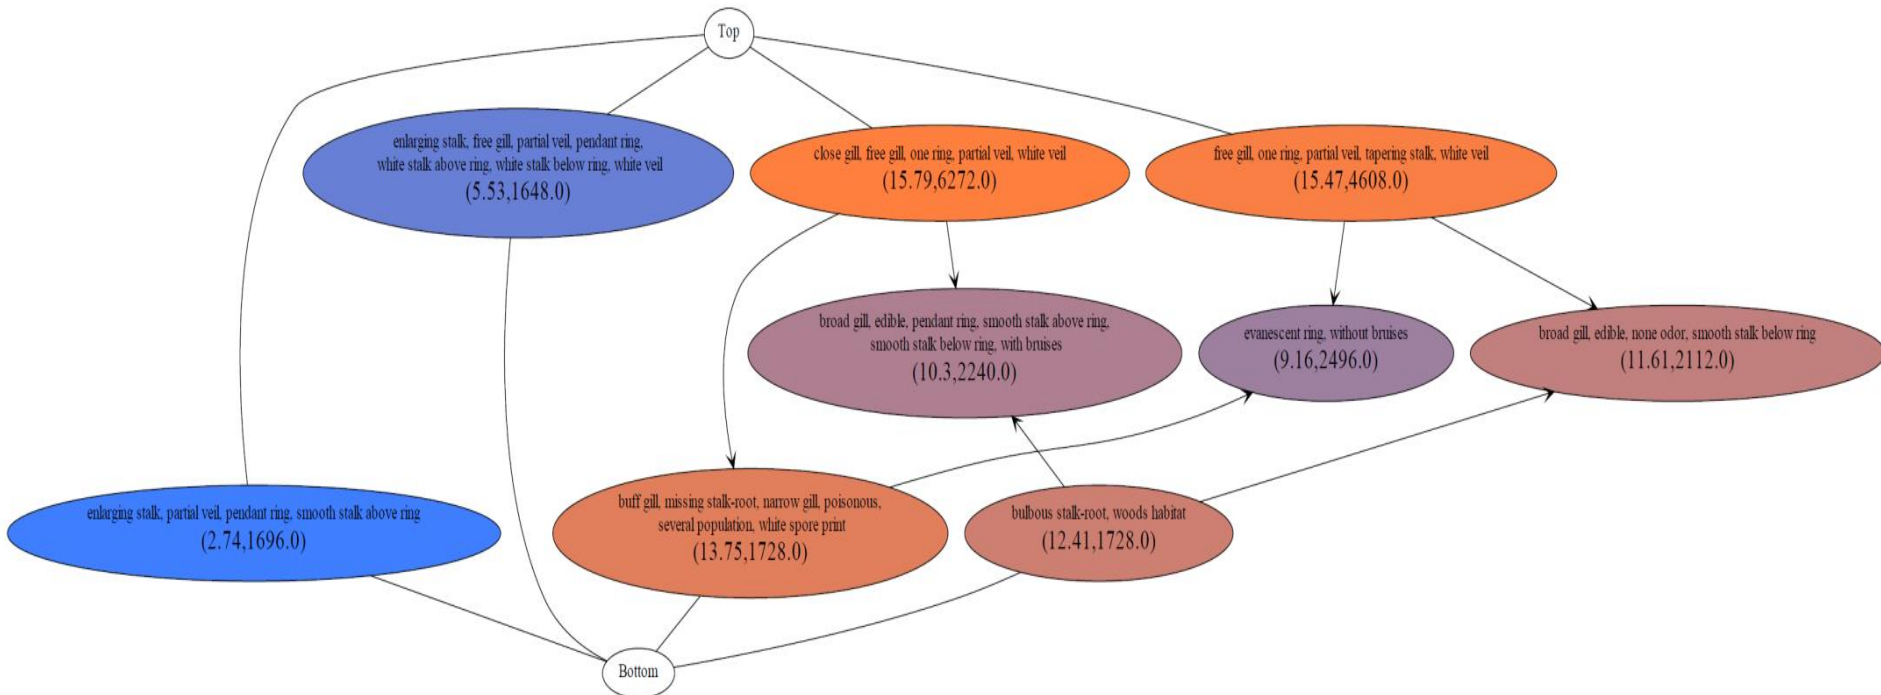 Top
enlarging stalk, free gill, partial veil, pendant ring,
white stalk above ring, white stalk below ring, white veil
(5.53,1648.0)
close gill, free gill, one ring, partial veil, white veil
(15.79,6272.0)
free gill, one ring, partial veil, tapering stalk, white veil
(15.47,4608.0)
broad gill, edible, pendant ring, smooth stalk above ring,
smooth stalk below ring, with bruises
(10.3,2240.0)
evanescent ring, without bruises
(9.16,2496.0)
broad gill, edible, none odor, smooth stalk below ring
(11.61,2112.0)
enlarging stalk, partial veil, pendant ring, smooth stalk above ring
(2.74,1696.0)
buff gill, missing stalk-root, narrow gill, poisonous,
several population, white spore print
(13.75,1728.0)
bulbous stalk-root, woods habitat
(12.41,1728.0)
Bottom